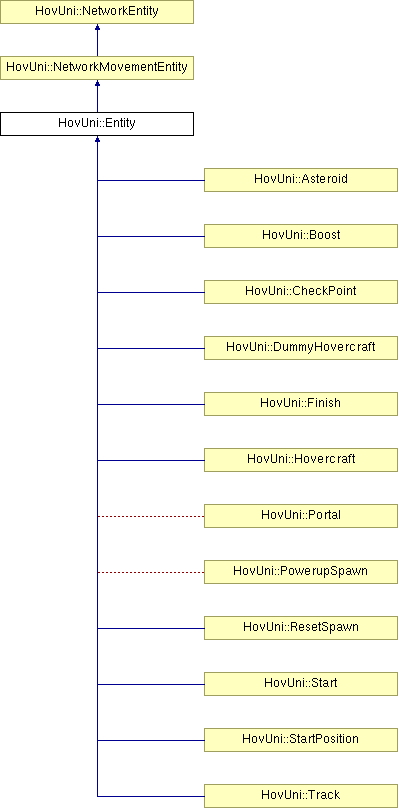 HovUni::NetworkEntity
HovUni::NetworkMovementEntity
HovUni::Entity
HovUni::Asteroid
HovUni::Boost
HovUni::CheckPoint
HovUni::DummyHovercraft
HovUni::Finish
HovUni::Hovercraft
HovUni::Portal
HovUni::PowerupSpawn
HovUni::ResetSpawn
HovUni::Start
HovUni::StartPosition
HovUni::Track